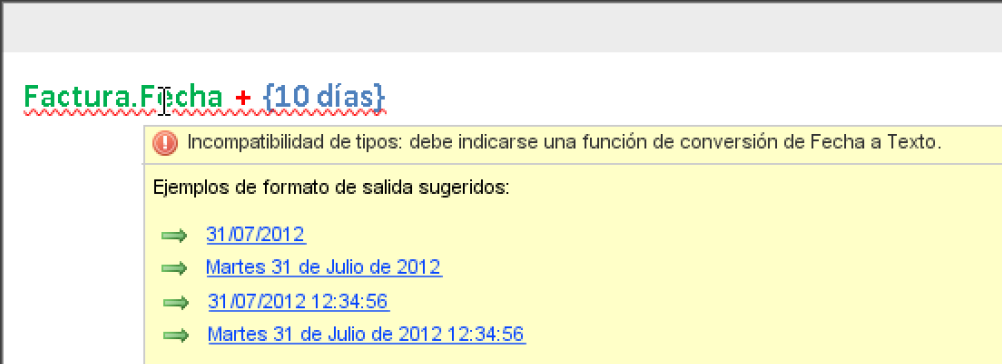 Factura.Fecha + {10 días}
Incompatibilidad de tipos: debe indicarse una función de conversión de Fecha a Texto.
Ejemplos de formato de salida sugeridos:
31/07/2012
Martes 31 de Julio de 2012
31/07/2012 12:34:56
Martes 31 de Julio de 2012 12:34:56